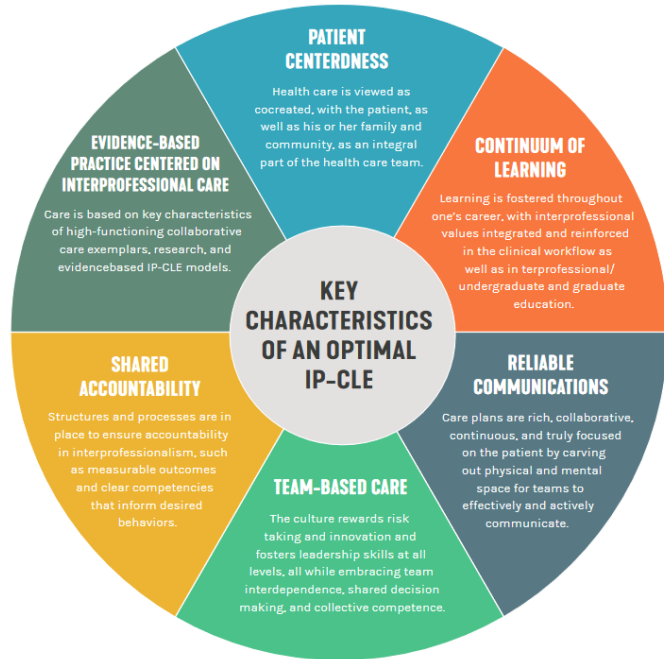 PATIENT
CENTERDNESS
Health care is viewed as
cocreated, with the patient, as
well as his or her family and
community, as an integral
part of the health care team.
CONTINUUM OF
LEARNING
Learning is fostered throughout
one's career, with interprofessional
values integrated and reinforced
in the clinical workflow as
well as in terprofessional/
undergraduate and graduate
education.
RELIABLE
COMMUNICATIONS
Care plans are rich, collaborative,
continuous, and truly focused
on the patient by carving
out physical and mental
space for teams to
effectively and actively
communicate.
TEAM-BASED CARE
The culture rewards risk
taking and innovation and
fosters leadership skills at all
levels, all while embracing team
interdependence, shared decision
making, and collective competence.
SHARED
ACCOUNTABILITY
Structures and processes are in
place to ensure accountability
in interprofessionalism, such
as measurable outcomes
and clear competencies
that inform desired
behaviors.
EVIDENCE-BASED
PRACTICE CENTERED ON
INTERPROFESSIONAL CARE
Care is based on key characteristics
of high-functioning collaborative
care exemplars, research, and
evidencebased IP-CLE models.
KEY
CHARACTERISTICS
OF AN OPTIMAL
IP-CLE